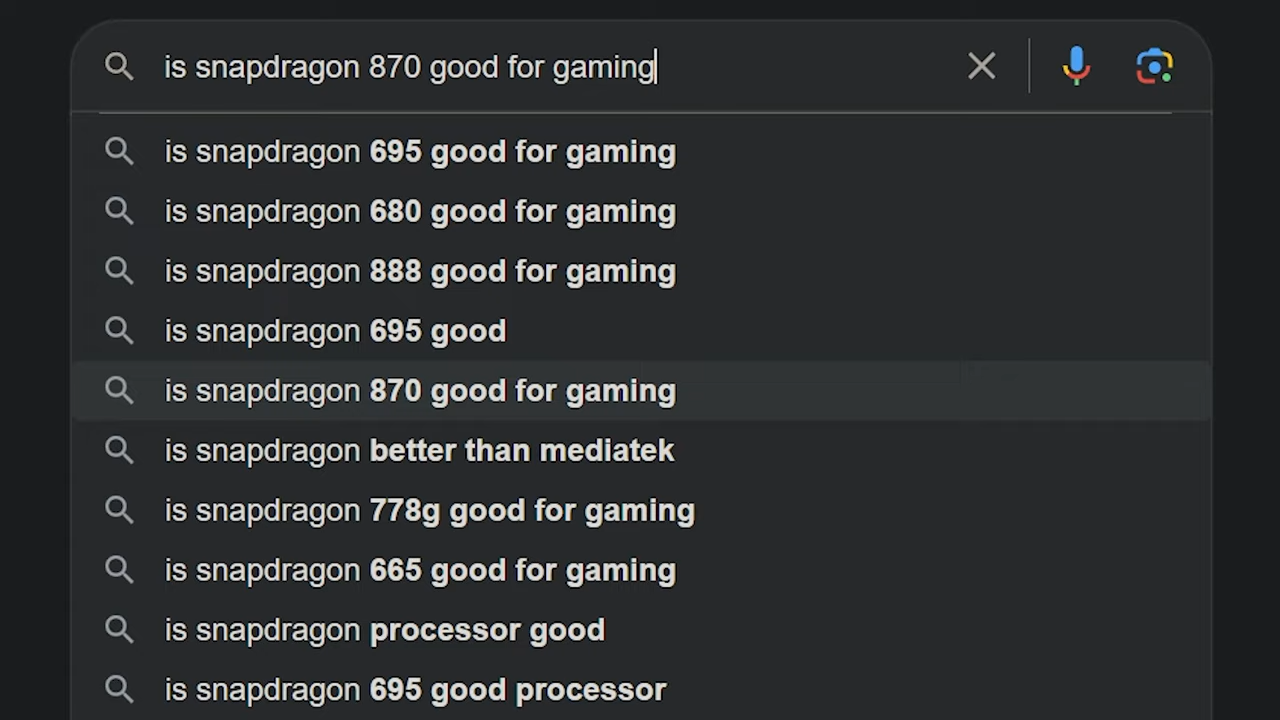 is snapdragon 870 good for gaming
is snapdragon 695 good for gaming
is snapdragon 680 good for gaming
is snapdragon 888 good for gaming
is snapdragon 695 good
is snapdragon 870 good for gaming
is snapdragon better than mediatek
is snapdragon 778g good for gaming
is snapdragon 665 good for gaming
is snapdragon processor good
is snapdragon 695 good processor